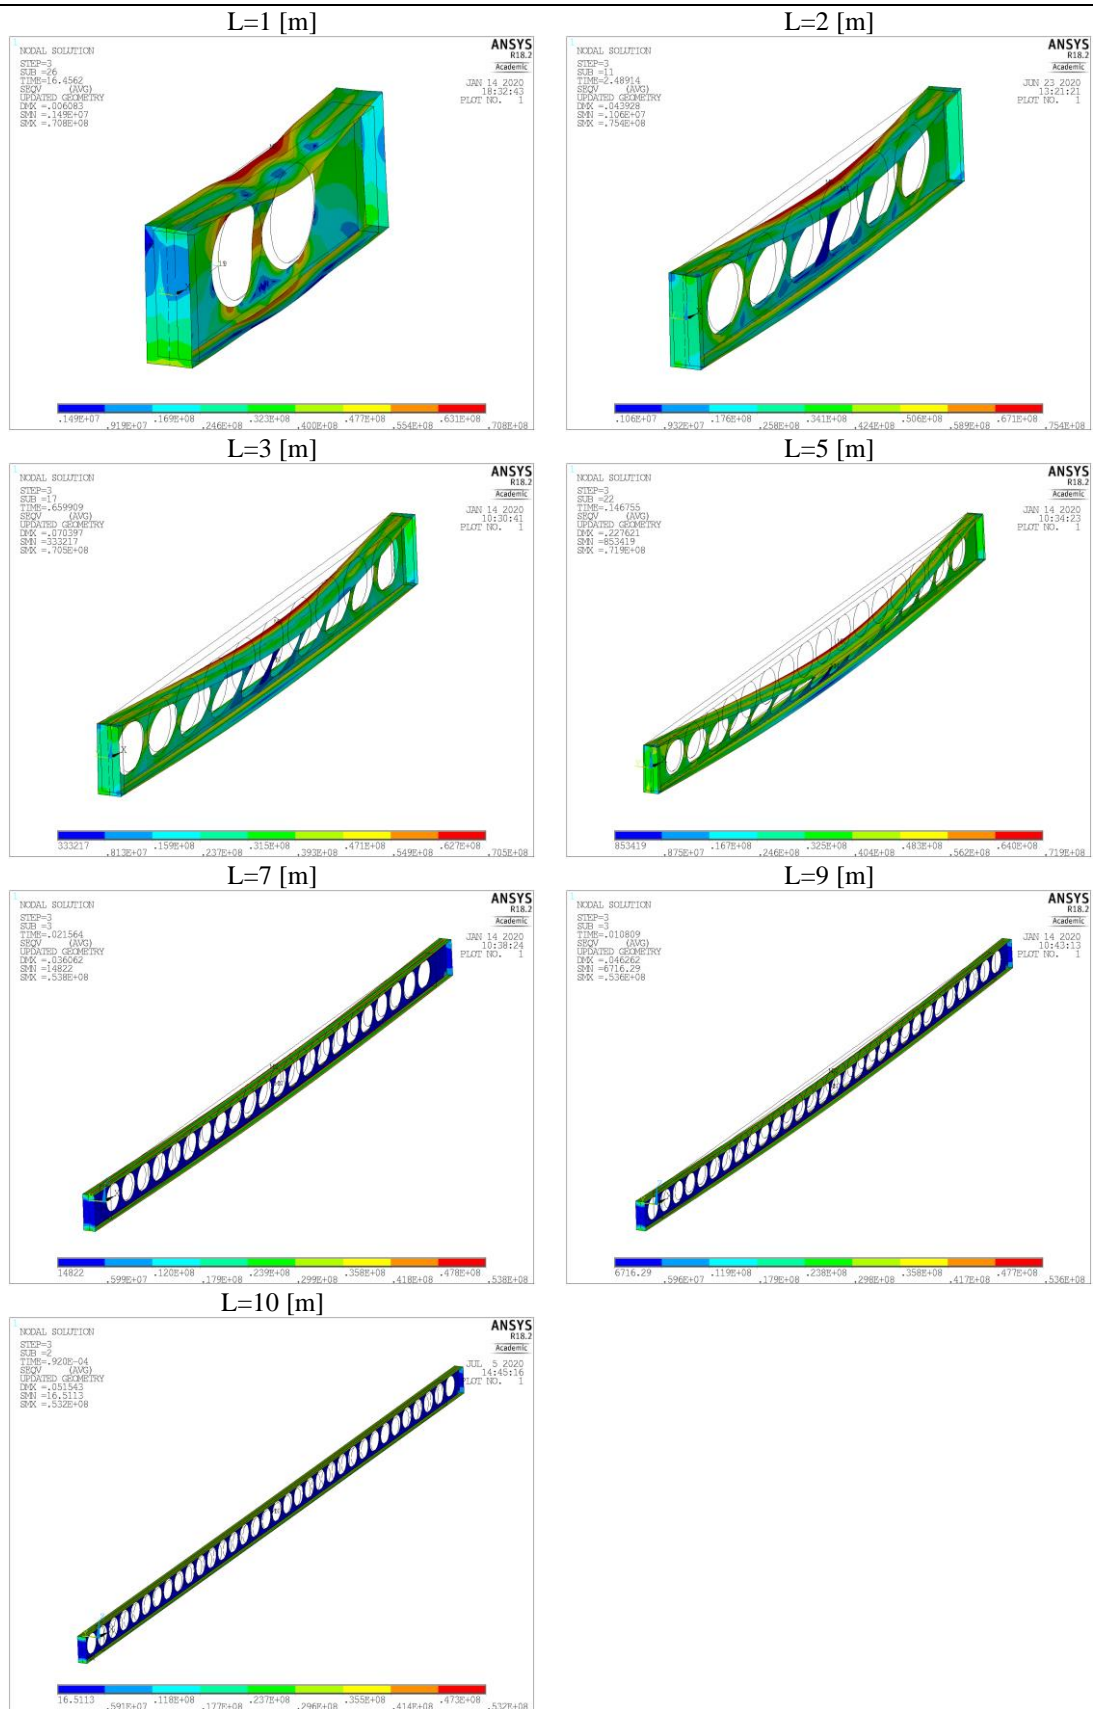 L=1 [m]
1
NODAL SOLUTION
STEP=3
SUB =26
TIME=16.4562
SEQV (AVG)
UPDATED GEOMETRY
DMX =.006083
SMN =.149E+07
SMX =.708E+08
ANSYS
R18.2
Academic
JAN 14 2020
18:32:43
PLOT NO. 1
.149E+07 .169E+08 .323E+08 .477E+08 .631E+08
.919E+07 .246E+08 .400E+08 .554E+08 .708E+08
L=2 [m]
1
NODAL SOLUTION
STEP=3
SUB =11
TIME=2.48914
SEQV (AVG)
UPDATED GEOMETRY
DMX =.043928
SMN =.106E+07
SMX =.754E+08
ANSYS
R18.2
Academic
JUN 23 2020
13:21:21
PLOT NO. 1
.106E+07 .176E+08 .341E+08 .506E+08 .671E+08
.932E+07 .258E+08 .424E+08 .589E+08 .754E+08
L=3 [m]
1
NODAL SOLUTION
STEP=3
SUB =17
TIME=.659909
SEQV (AVG)
UPDATED GEOMETRY
DMX =.070397
SMN =333217
SMX =.705E+08
ANSYS
R18.2
Academic
JAN 14 2020
10:30:41
PLOT NO. 1
X
333217 .159E+08 .315E+08 .471E+08 .627E+08
.813E+07 .237E+08 .393E+08 .549E+08 .705E+08
L=5 [m]
1
NODAL SOLUTION
STEP=3
SUB =22
TIME=.146755
SEQV (AVG)
UPDATED GEOMETRY
DMX =.227621
SMN =853419
SMX =.719E+08
ANSYS
R18.2
Academic
JAN 14 2020
10:34:23
PLOT NO. 1
853419 .167E+08 .325E+08 .483E+08 .640E+08
.875E+07 .246E+08 .404E+08 .562E+08 .719E+08
L=7 [m]
1
NODAL SOLUTION
STEP=3
SUB =3
TIME=.021564
SEQV (AVG)
UPDATED GEOMETRY
DMX =.036062
SMN =14822
SMX =.538E+08
ANSYS
R18.2
Academic
JAN 14 2020
10:38:24
PLOT NO. 1
14822 .120E+08 .239E+08 .358E+08 .478E+08
.599E+07 .179E+08 .299E+08 .418E+08 .538E+08
L=9 [m]
1
NODAL SOLUTION
STEP=3
SUB =3
TIME=.010809
SEQV (AVG)
UPDATED GEOMETRY
DMX =.046262
SMN =6716.29
SMX =.536E+08
ANSYS
R18.2
Academic
JAN 14 2020
10:43:13
PLOT NO. 1
6716.29 .119E+08 .238E+08 .358E+08 .477E+08
.596E+07 .179E+08 .298E+08 .417E+08 .536E+08
L=10 [m]
1
NODAL SOLUTION
STEP=3
SUB =2
TIME=.920E-04
SEQV (AVG)
UPDATED GEOMETRY
DMX =.051543
SMN =16.5113
SMX =.532E+08
ANSYS
R18.2
Academic
JUL 5 2020
14:45:16
PLOT NO. 1
16.5113 .118E+08 .237E+08 .355E+08 .473E+08
.591E+07 .177E+08 .296E+08 .414E+08 .532E+08